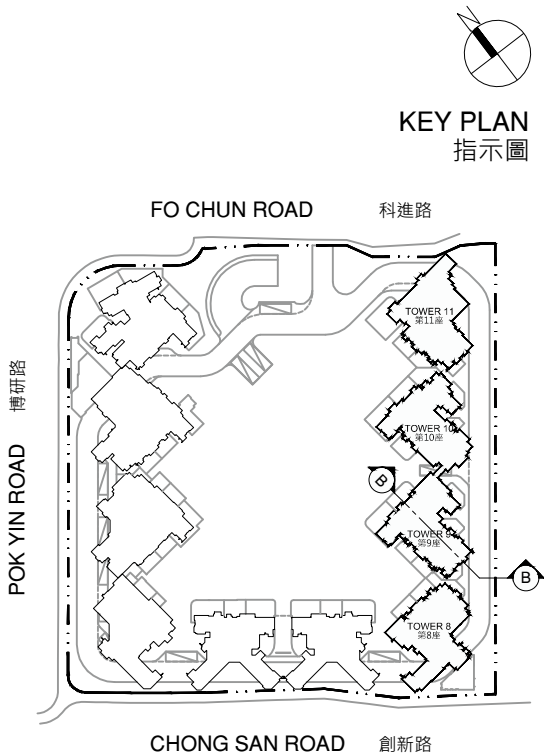 KEY PLAN
指示圖
FO CHUN ROAD 科進路
TOWER 11
第11座
POK YIN ROAD 博研路
TOWER 10
第10座
B
TOWER 9
第9座
B
TOWER 8
第8座
CHONG SAN ROAD 創新路